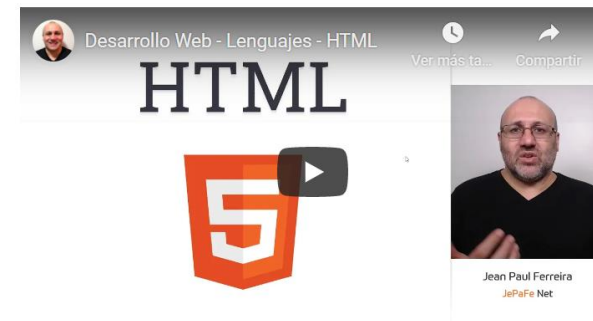 Desarrollo Web - Lenguajes - HTML
Ver más ta...
Compartir
HTML
5
Jean Paul Ferreira
JePaFe Net